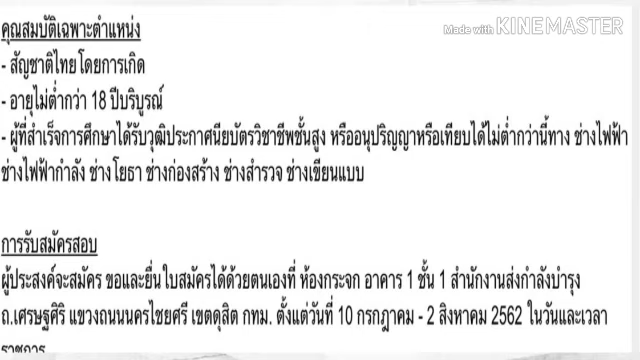 Made with KINEMASTER
คุณสมบัติเฉพาะตำแหน่ง
- สัญชาติไทยโดยการเกิด
- อายุไม่ต่ำกว่า 18 ปีบริบูรณ์
- ผู้ที่สำเร็จการศึกษาได้รับวุฒิประกาศนียบัตรวิชาชีพชั้นสูง หรืออนุปริญญาหรือเทียบได้ไม่ต่ำกว่านี้ทาง ช่างไฟฟ้า
ช่างไฟฟ้ากำลัง ช่างโยธา ช่างก่อสร้าง ช่างสำรวจ ช่างเขียนแบบ
การรับสมัครสอบ
ผู้ประสงค์จะสมัคร ขอและยื่นใบสมัครได้ด้วยตนเองที่ ห้องกระจก อาคาร 1 ชั้น 1 สำนักงานส่งกำลังบำรุง
ถ.เศรษฐศิริ แขวงถนนนครไชยศรี เขตดุสิต กทม. ตั้งแต่วันที่ 10 กรกฎาคม - 2 สิงหาคม 2562 ในวันและเวลา
ราชการ